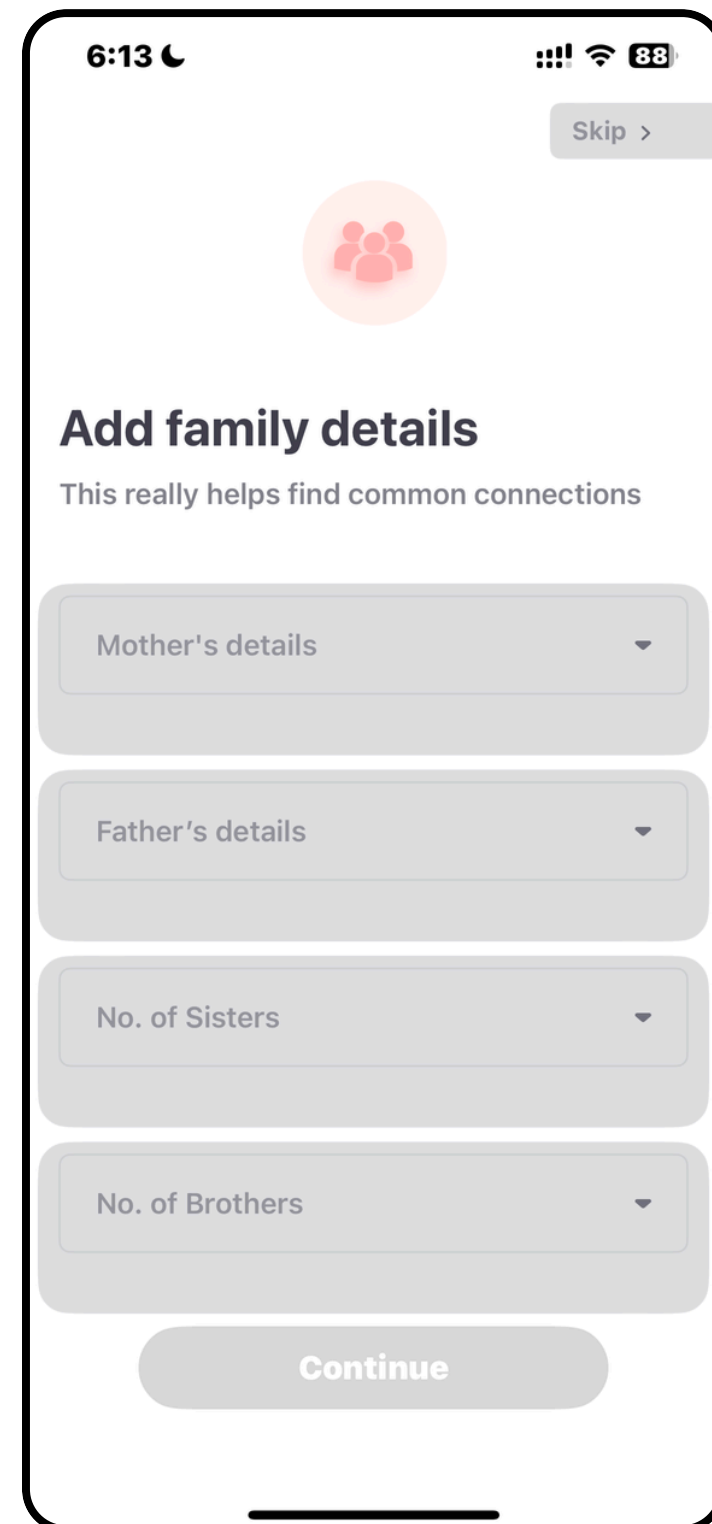 6:13
88
Skip >
Add family details
This really helps find common connections
Mother's details
Father’s details
No. of Sisters
No. of Brothers
Continue